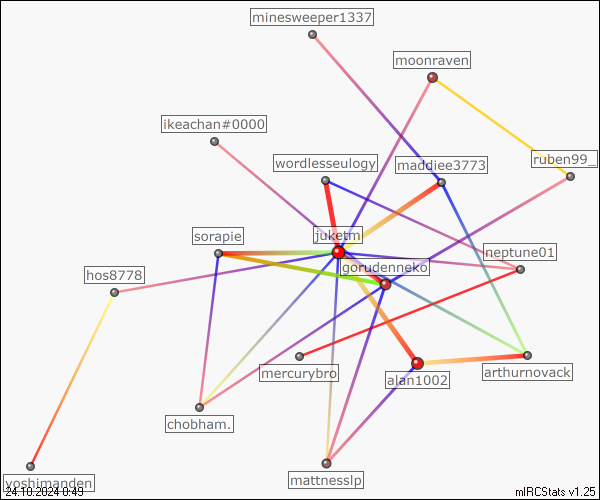 minesweeper1337
moonraven
ikeachan#0000
wordlesseulogy
maddiee3773
ruben99_
sorapie
juketm
gorudenneko
neptune01
hos8778
mercurybro
alan1002
arthurnovack
chobham.
mattnesslp
yoshimanden
24.10.2024 0:49
mIRCStats v1.25